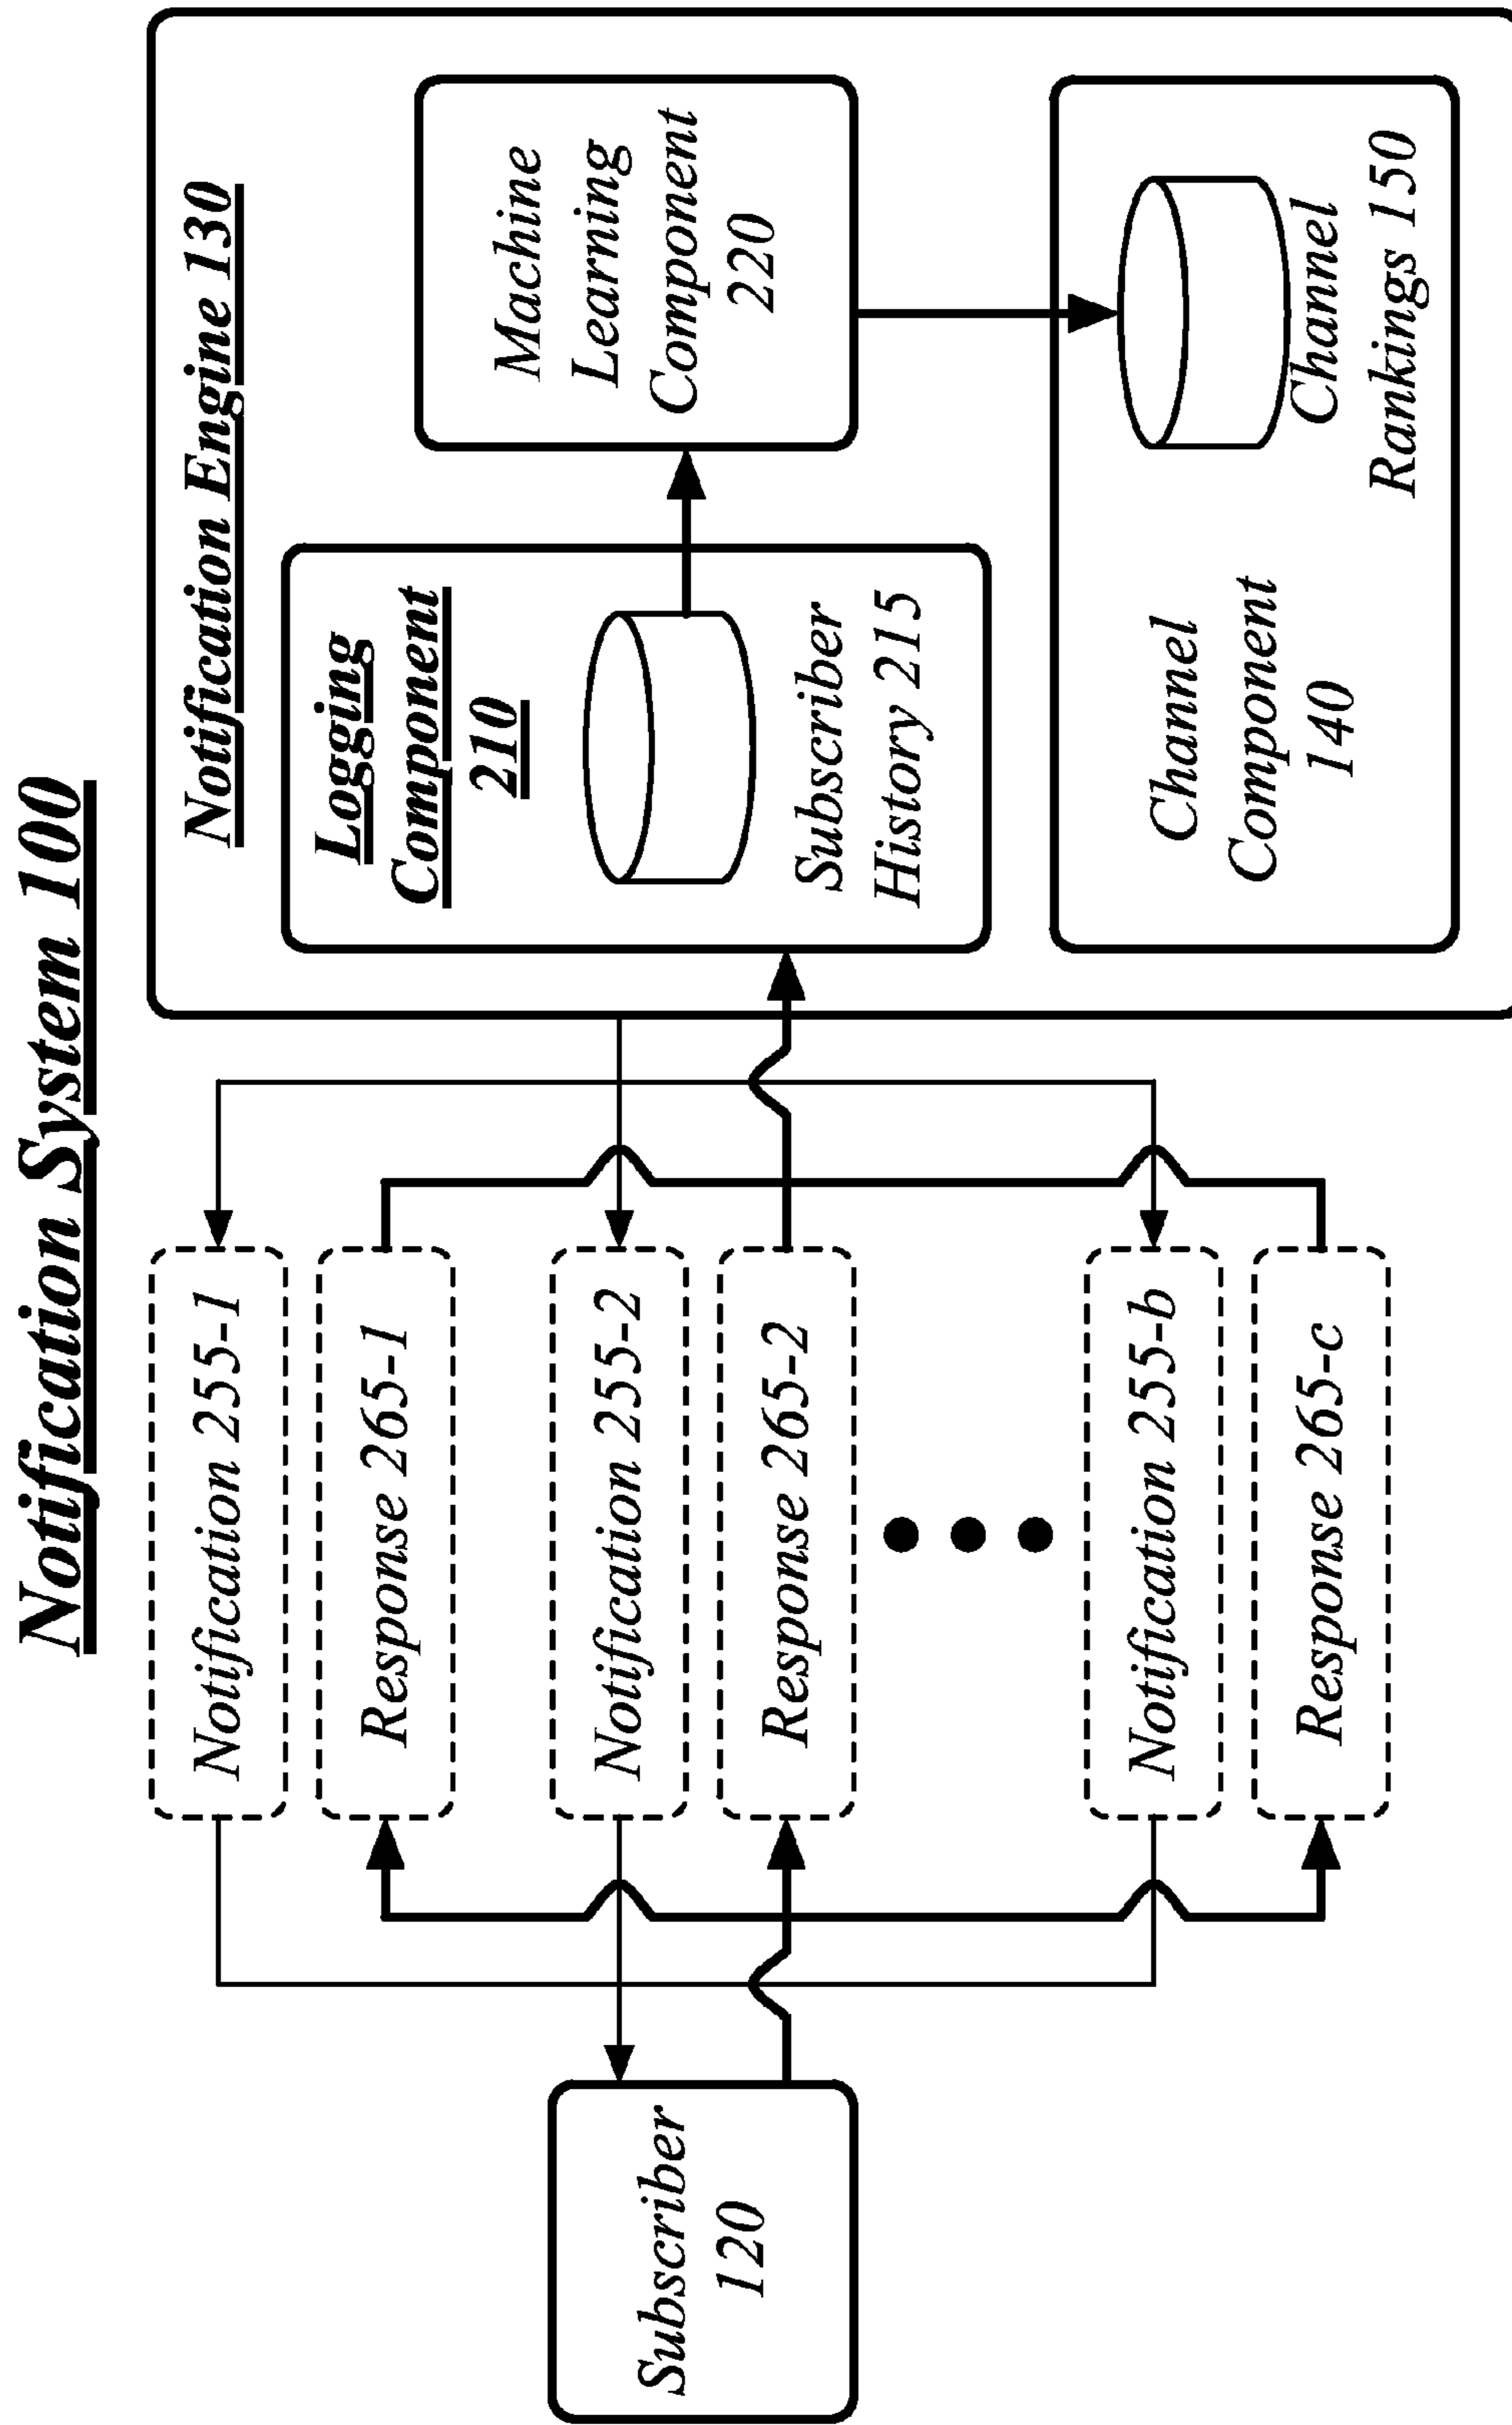 Notification System 100
Subscriber
120
Notification 255-1
Response 265-1
Notification 255-2
Response 265-2
Notification 255-b
Response 265-c
Notification Engine 130
Logging
Component
210
Subscriber
History 215
Machine
Learning
Component
220
Channel
Component
140
Channel
Rankings 150